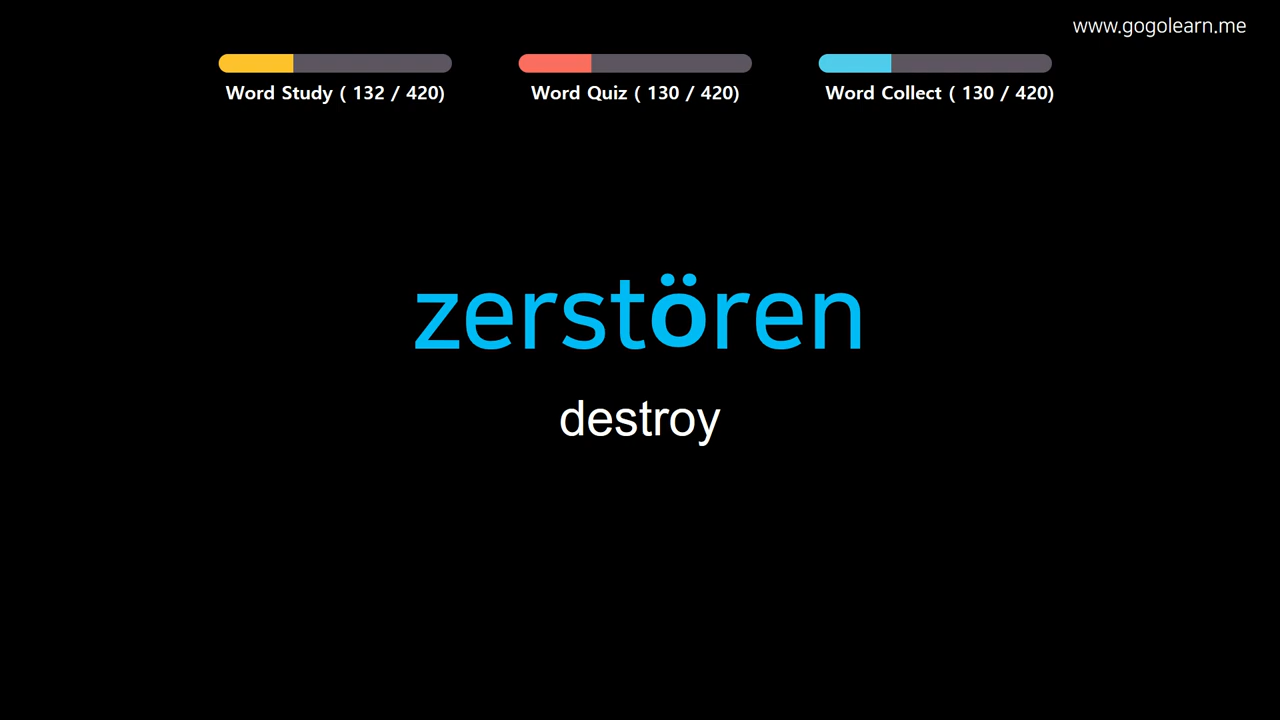 www.gogolearn.me
Word Study ( 132 / 420)
Word Quiz ( 130 / 420)
Word Collect ( 130 / 420)
zerstören
destroy